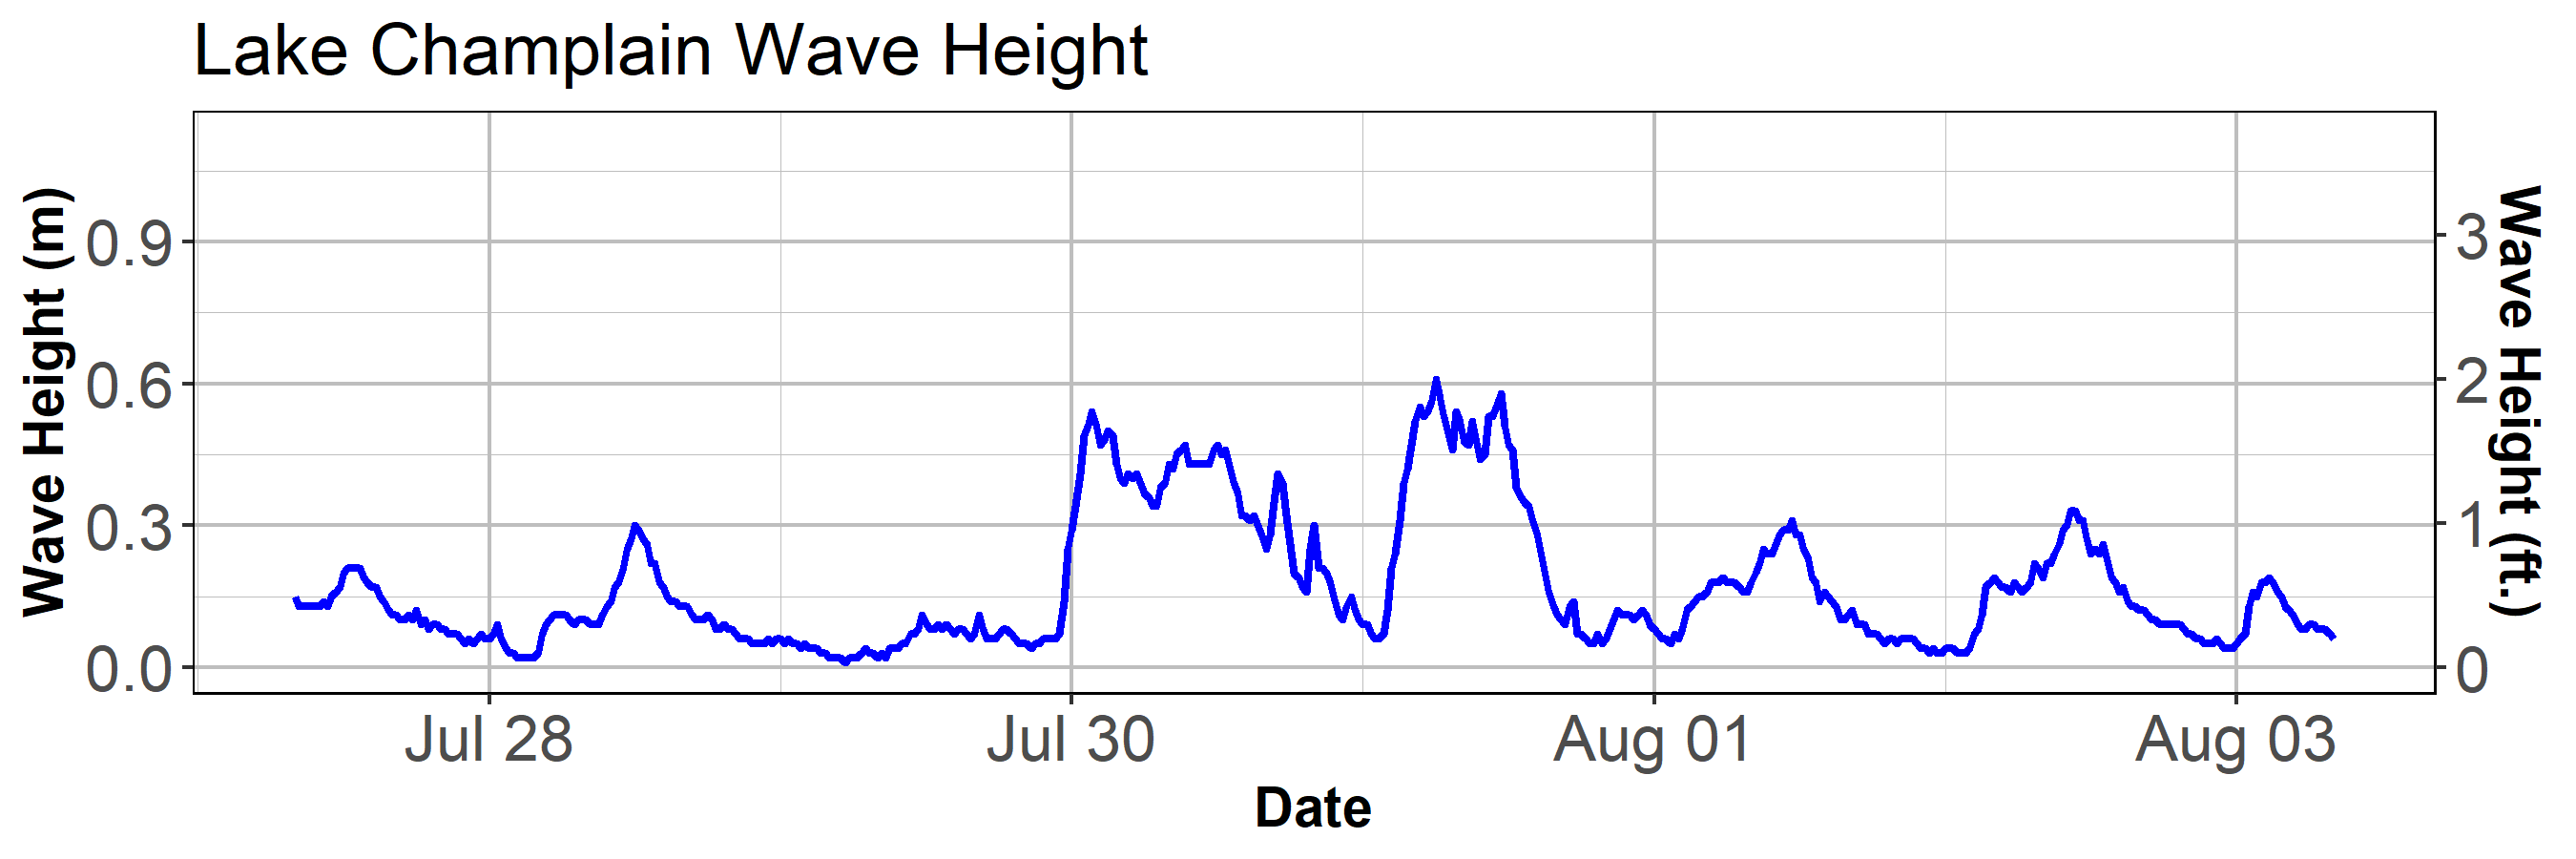 Lake Champlain Wave Height
Wave Height (m)
0.9
0.6
0.3
0.0
3
2
1
0
Wave Height (ft.)
Jul 28
Jul 30
Aug 01
Aug 03
Date